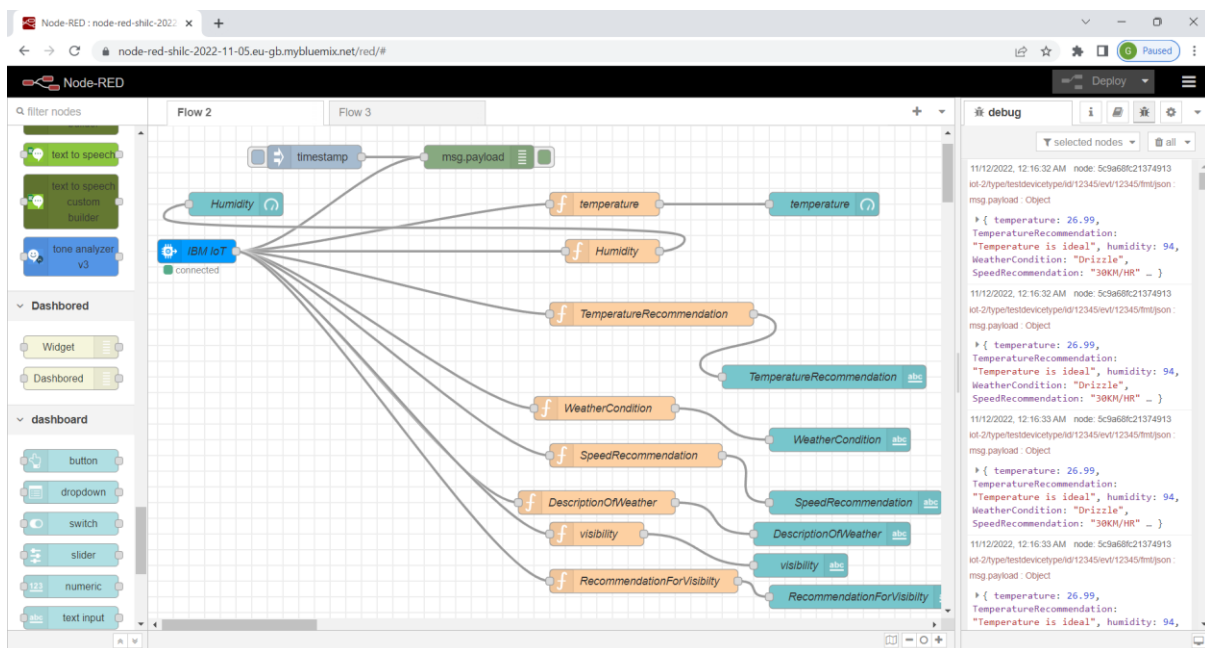 Node-RED : node-red-shilc-2022
node-red-shilc-2022-11-05.eu-gb.mybluemix.net/red/#
G Paused
Node-RED
Deploy
filter nodes
text to speech
text to speech
custom
builder
tone analyzer
v3
Dashbored
Widget
Dashbored
dashboard
button
dropdown
switch
slider
123 numeric
abc text input
Flow 2
Flow 3
timestamp
msg.payload
Humidity
f temperature
temperature
IBM IoT
connected
f Humidity
f TemperatureRecommendation
TemperatureRecommendation abc
f WeatherCondition
WeatherCondition abc
f SpeedRecommendation
SpeedRecommendation abc
f DescriptionOfWeather
DescriptionOfWeather abc
f visibility
visibility abc
f RecommendationForVisibilty
RecommendationForVisibilty
debug
i
selected nodes
all
11/12/2022, 12:16:32 AM node: 5c9a68fc21374913
iot-2/type/testdevicetype/id/12345/evt/12345/fmt/json :
msg.payload : Object
{ temperature: 26.99,
TemperatureRecommendation:
"Temperature is ideal", humidity: 94,
WeatherCondition: "Drizzle",
SpeedRecommendation: "30KM/HR" … }
11/12/2022, 12:16:32 AM node: 5c9a68fc21374913
iot-2/type/testdevicetype/id/12345/evt/12345/fmt/json :
msg.payload : Object
{ temperature: 26.99,
TemperatureRecommendation:
"Temperature is ideal", humidity: 94,
WeatherCondition: "Drizzle",
SpeedRecommendation: "30KM/HR" … }
11/12/2022, 12:16:33 AM node: 5c9a68fc21374913
iot-2/type/testdevicetype/id/12345/evt/12345/fmt/json :
msg.payload : Object
{ temperature: 26.99,
TemperatureRecommendation:
"Temperature is ideal", humidity: 94,
WeatherCondition: "Drizzle",
SpeedRecommendation: "30KM/HR" … }
11/12/2022, 12:16:33 AM node: 5c9a68fc21374913
iot-2/type/testdevicetype/id/12345/evt/12345/fmt/json :
msg.payload : Object
{ temperature: 26.99,
TemperatureRecommendation:
"Temperature is ideal", humidity: 94,